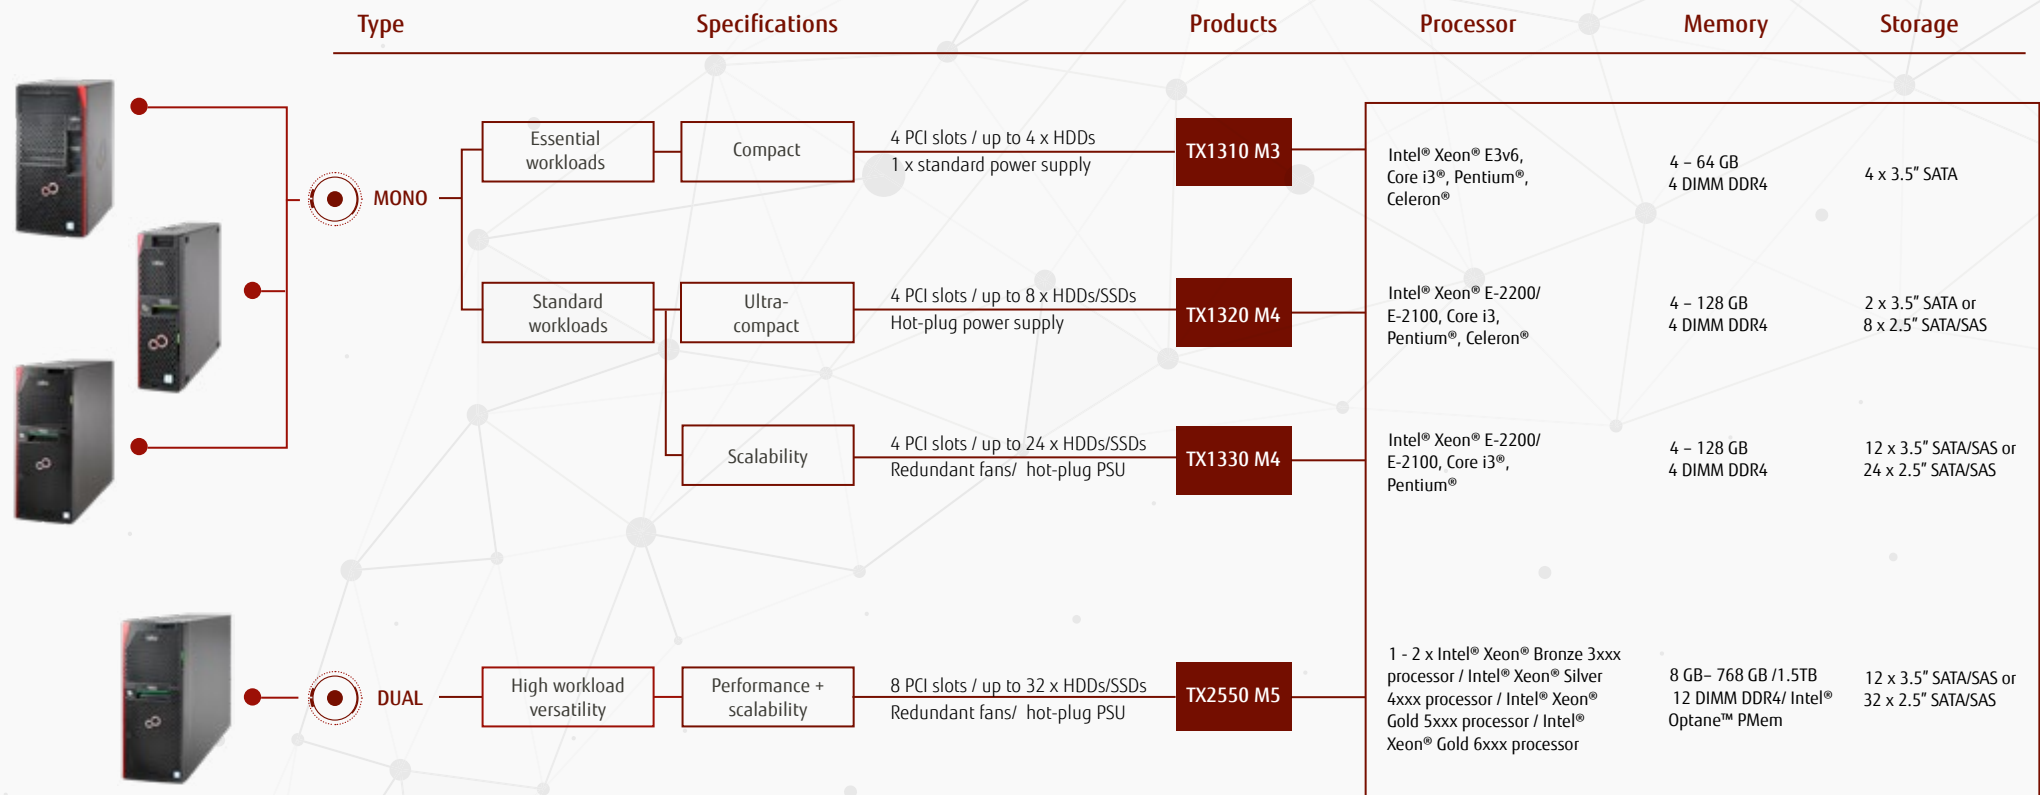 Type Specifications Products Processor Memory Storage
MONO
Essential
workloads
Compact
4 PCI slots / up to 4 x HDDs
1 x standard power supply
TX1310 M3
Intel® Xeon® E3v6,
Core i3®, Pentium®,
Celeron®
4 – 64 GB
4 DIMM DDR4
4 x 3.5” SATA
Standard
workloads
Ultra-
compact
4 PCI slots / up to 8 x HDDs/SSDs
Hot-plug power supply
TX1320 M4
Intel® Xeon® E-2200/
E-2100, Core i3,
Pentium®, Celeron®
4 – 128 GB
4 DIMM DDR4
2 x 3.5” SATA or
8 x 2.5” SATA/SAS
Scalability
4 PCI slots / up to 24 x HDDs/SSDs
Redundant fans/ hot-plug PSU
TX1330 M4
Intel® Xeon® E-2200/
E-2100, Core i3®,
Pentium®
4 – 128 GB
4 DIMM DDR4
12 x 3.5” SATA/SAS or
24 x 2.5” SATA/SAS
DUAL
High workload
versatility
Performance +
scalability
8 PCI slots / up to 32 x HDDs/SSDs
Redundant fans/ hot-plug PSU
TX2550 M5
1 - 2 x Intel® Xeon® Bronze 3xxx
processor / Intel® Xeon® Silver
4xxx processor / Intel® Xeon®
Gold 5xxx processor / Intel®
Xeon® Gold 6xxx processor
8 GB– 768 GB /1.5TB
12 DIMM DDR4/ Intel®
Optane™ PMem
12 x 3.5” SATA/SAS or
32 x 2.5” SATA/SAS